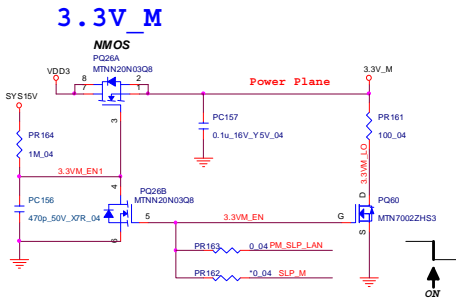 3.3V_M
NMOS
PQ26A
MTNN20N03Q8
VDD3
8
7
2
1
3
Power Plane
3.3V_M
SYS15V
PR164
1M_04
PC157
0.1u_16V_Y5V_04
PR161
100_04
3.3VM_LO
3.3VM_EN1
PC156
470p_50V_X7R_04
PQ26B
MTNN20N03Q8
4
5
6
3.3VM_EN
PQ60
MTN7002ZHS3
G
D
S
PR163
0_04
PM_SLP_LAN
PR162
*0_04
SLP_M
ON